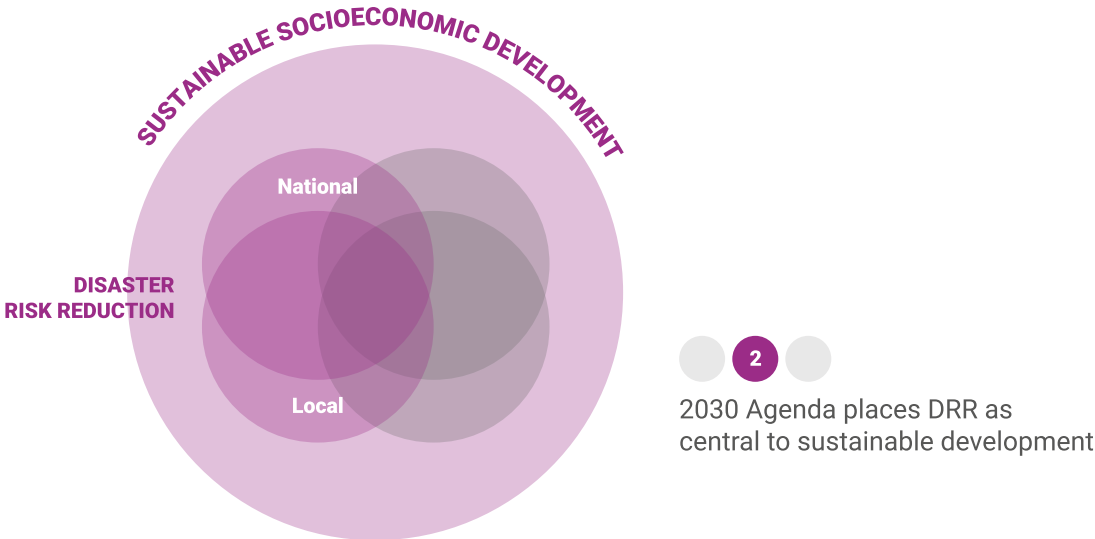 SUSTAINABLE SOCIOECONOMIC DEVELOPMENT
National
DISASTER
RISK REDUCTION
Local
2
2030 Agenda places DRR as
central to sustainable development